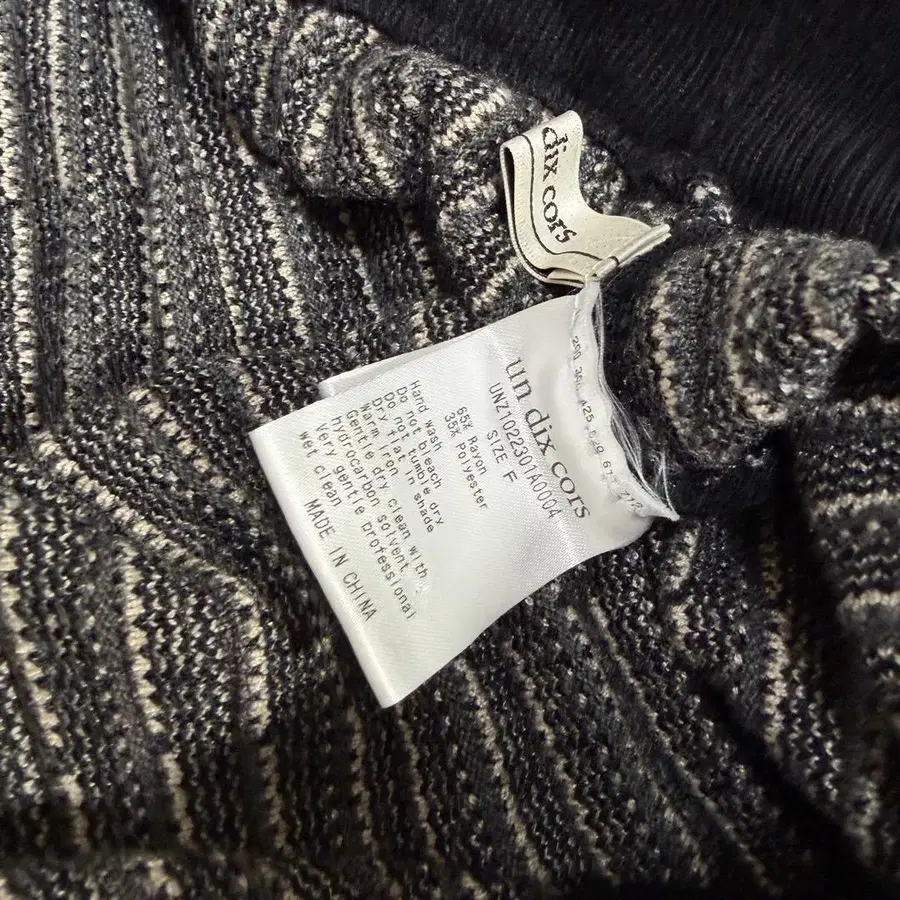 dix cors
un dix cors
UNZ1022301A0004
SIZE F
65% Rayon
35% Polyester
Hand wash
Do not bleach
Do not tumble dry
Dry flat in shade
Warm iron
Gentle dry clean with
hydrocarbon solvent,
Very gentle professional
wet clean
MADE IN CHINA